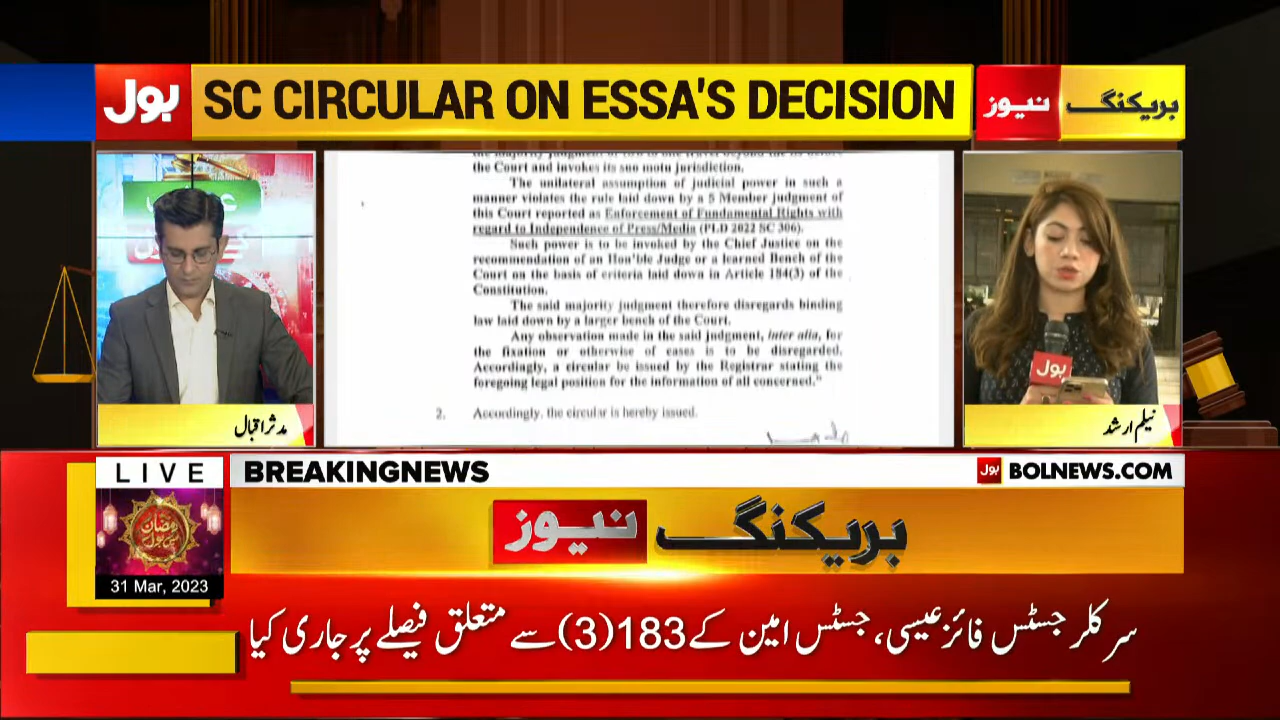 بول
SC CIRCULAR ON ESSA'S DECISION
بریکنگ نیوز
the Court and invokes its suo motu jurisdiction.
The unilateral assumption of judicial power in such a
manner violates the rule laid down by a 5 Member judgment of
this Court reported as Enforcement of Fundamental Rights with
regard to Independence of Press/Media (PLD 2022 SC 306).
Such power is to be invoked by the Chief Justice on the
recommendation of an Hon'ble Judge or a learned Bench of the
Court on the basis of criteria laid down in Article 184(3) of the
Constitution.
The said majority judgment therefore disregards binding
law laid down by a larger bench of the Court.
Any observation made in the said judgment, inter alia, for
the fixation or otherwise of cases is to be disregarded.
Accordingly, a circular be issued by the Registrar stating the
foregoing legal position for the information of all concerned."
2. Accordingly, the circular is hereby issued.
مدثر اقبال
بول
نیلم ارشد
LIVE
BREAKINGNEWS
بول
BOLNEWS.COM
رمضان میں بول
31 Mar, 2023
بریکنگ نیوز
سرکلر جسٹس فائز عیسی، جسٹس امین کے 183(3) سے متعلق فیصلے پر جاری کیا